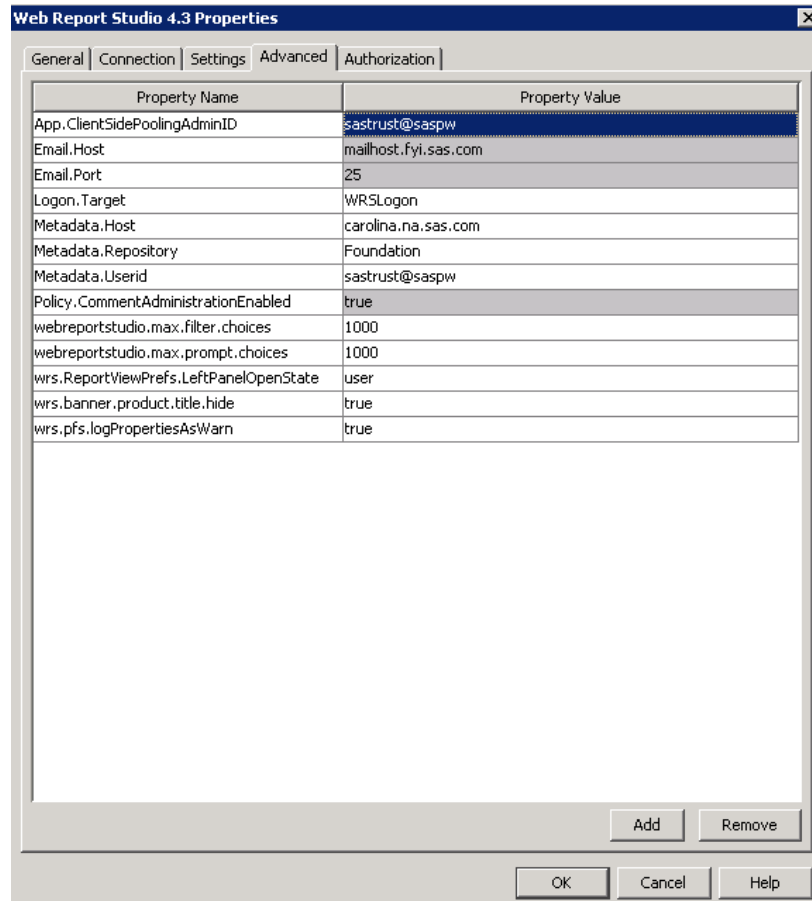 Web Report Studio 4.3 Properties
General Connection Settings Advanced Authorization
Property Name Property Value
App.ClientSidePoolingAdminID sastrust@saspw
Email.Host mailhost.fyi.sas.com
Email.Port 25
Logon.Target WRSLogon
Metadata.Host carolina.na.sas.com
Metadata.Repository Foundation
Metadata.Userid sastrust@saspw
Policy.CommentAdministrationEnabled true
webreportstudio.max.filter.choices 1000
webreportstudio.max.prompt.choices 1000
wrs.ReportViewPrefs.LeftPanelOpenState user
wrs.banner.product.title.hide true
wrs.pfs.logPropertiesAsWarn true
Add Remove
OK Cancel Help